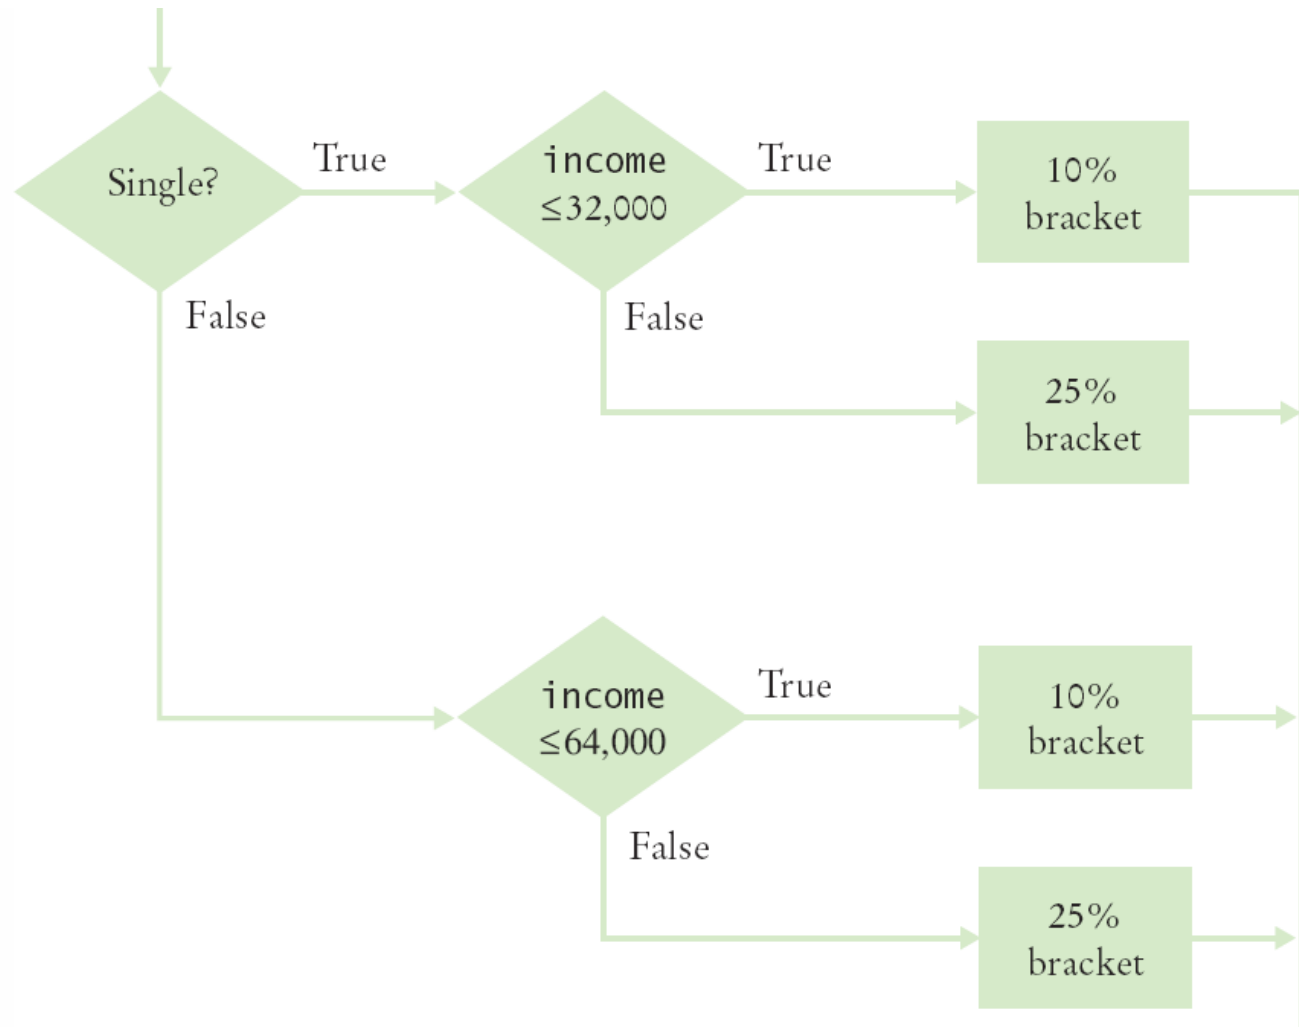 Single?
True
income
≤32,000
True
10%
bracket
False
False
25%
bracket
income
≤64,000
True
10%
bracket
False
25%
bracket